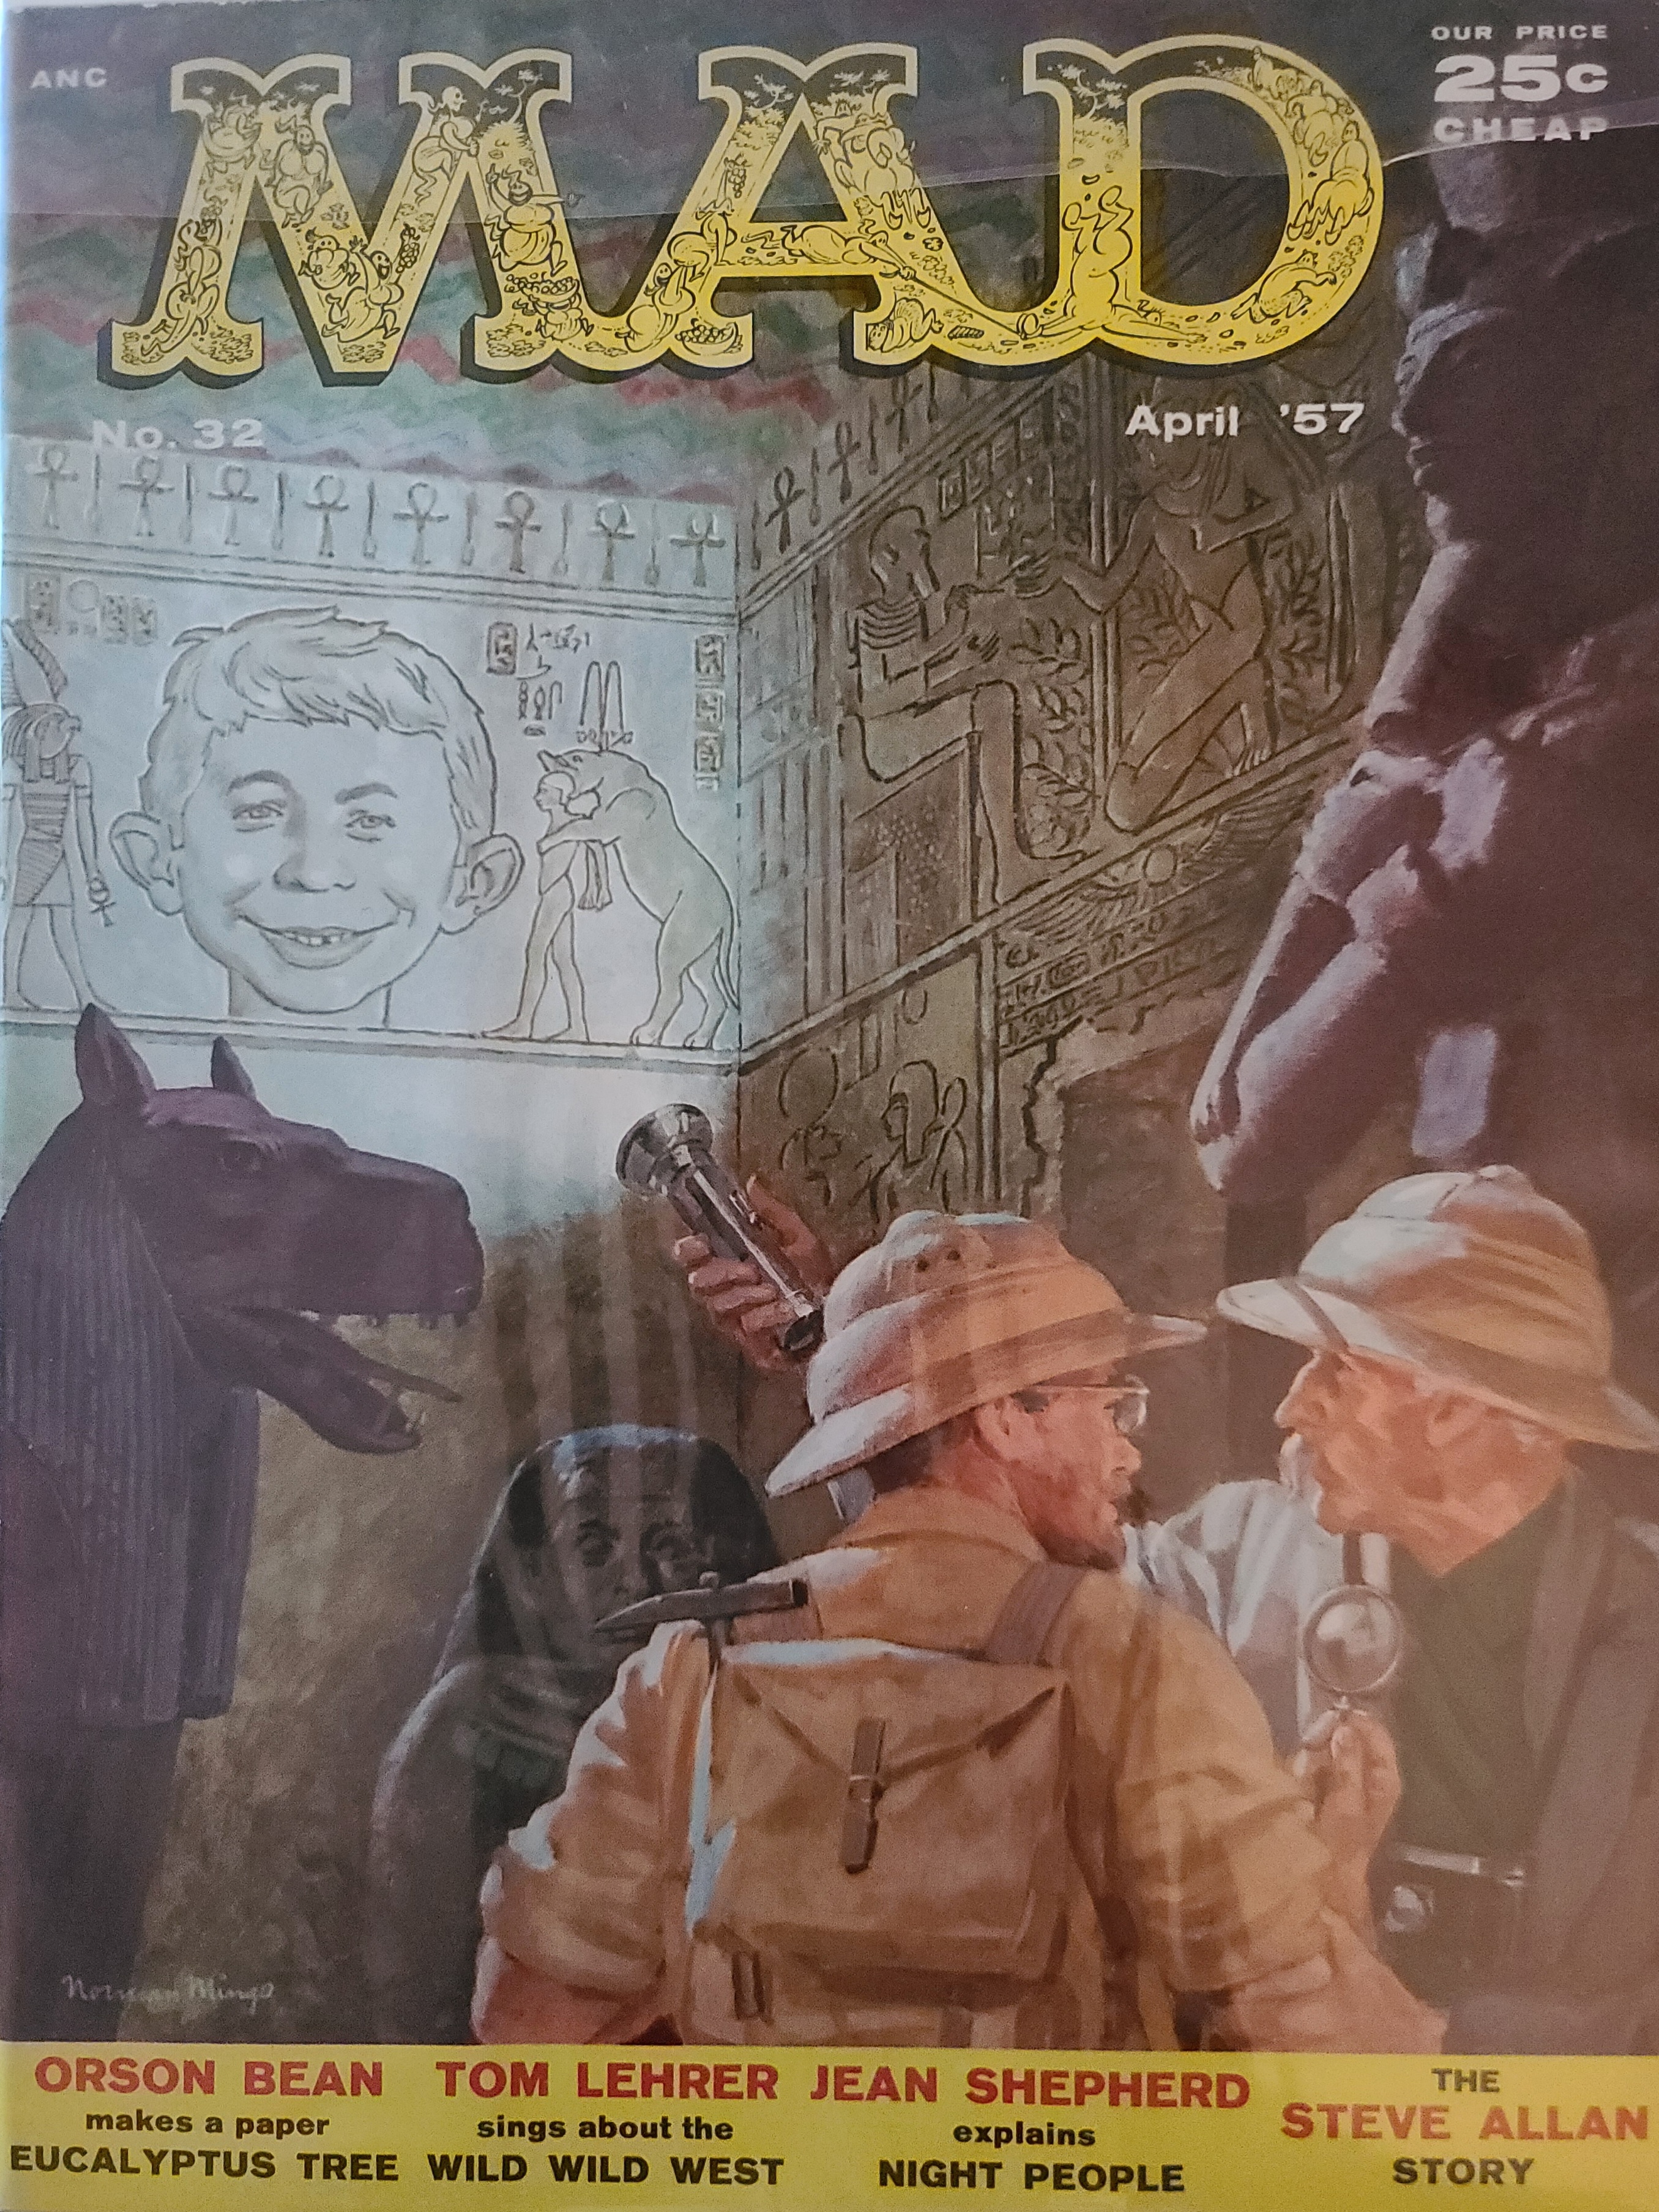 ANC
MAD
OUR PRICE
25c
CHEAP
No. 32
April '57
Norman Mingo
ORSON BEAN
makes a paper
EUCALYPTUS TREE
TOM LEHRER
sings about the
WILD WILD WEST
JEAN SHEPHERD
explains
NIGHT PEOPLE
THE
STEVE ALLAN
STORY